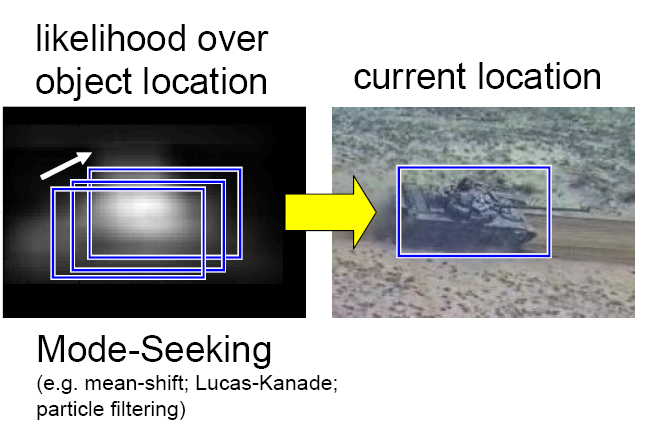 likelihood over
object location
current location
Mode-Seeking
(e.g. mean-shift; Lucas-Kanade;
particle filtering)